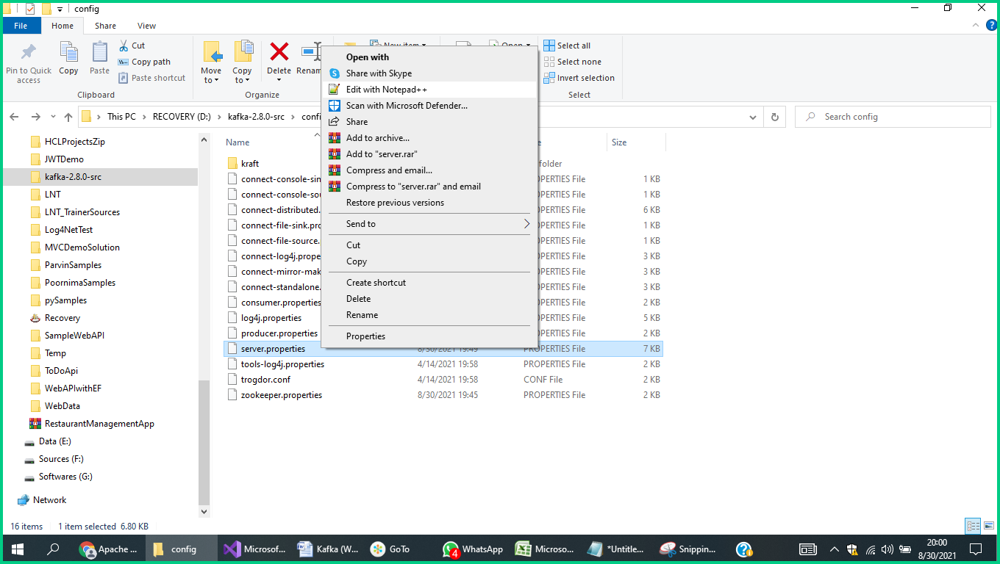 config
File Home Share View
Pin to Quick access
Copy
Paste
Cut
Copy path
Paste shortcut
Clipboard
Move to
Copy to
Delete
Renam
Organize
New item
Open
Select all
Select none
Invert selection
Select
This PC RECOVERY (D:) kafka-2.8.0-src confi
Search config
HCLProjectsZip
JWTDemo
kafka-2.8.0-src
LNT
LNT_TrainerSources
Log4NetTest
MVCDemoSolution
ParvinSamples
PoornimaSamples
pySamples
Recovery
SampleWebAPI
Temp
ToDoApi
WebAPIwithEF
WebData
RestaurantManagementApp
Data (E:)
Sources (F:)
Softwares (G:)
Network
Name e Size
kraft folder
connect-console-sin OPERTIES File 1 KB
connect-console-sou OPERTIES File 1 KB
connect-distributed. OPERTIES File 6 KB
connect-file-sink.pro OPERTIES File 1 KB
connect-file-source. OPERTIES File 1 KB
connect-log4j.prope OPERTIES File 3 KB
connect-mirror-mak OPERTIES File 3 KB
connect-standalone. OPERTIES File 3 KB
consumer.properties OPERTIES File 2 KB
log4j.properties OPERTIES File 5 KB
producer.properties OPERTIES File 2 KB
server.properties 8/30/2021 19:49 PROPERTIES File 7 KB
tools-log4j.properties 4/14/2021 19:58 PROPERTIES File 2 KB
trogdor.conf 4/14/2021 19:58 CONF File 2 KB
zookeeper.properties 8/30/2021 19:45 PROPERTIES File 2 KB
Open with
Share with Skype
Edit with Notepad++
Scan with Microsoft Defender...
Share
Add to archive...
Add to "server.rar"
Compress and email...
Compress to "server.rar" and email
Restore previous versions
Send to
Cut
Copy
Create shortcut
Delete
Rename
Properties
16 items 1 item selected 6.80 KB
Apache ... config Microsof... Kafka (W... GoTo 4 WhatsApp Microso... *Untitle... Snippin...
20:00
8/30/2021